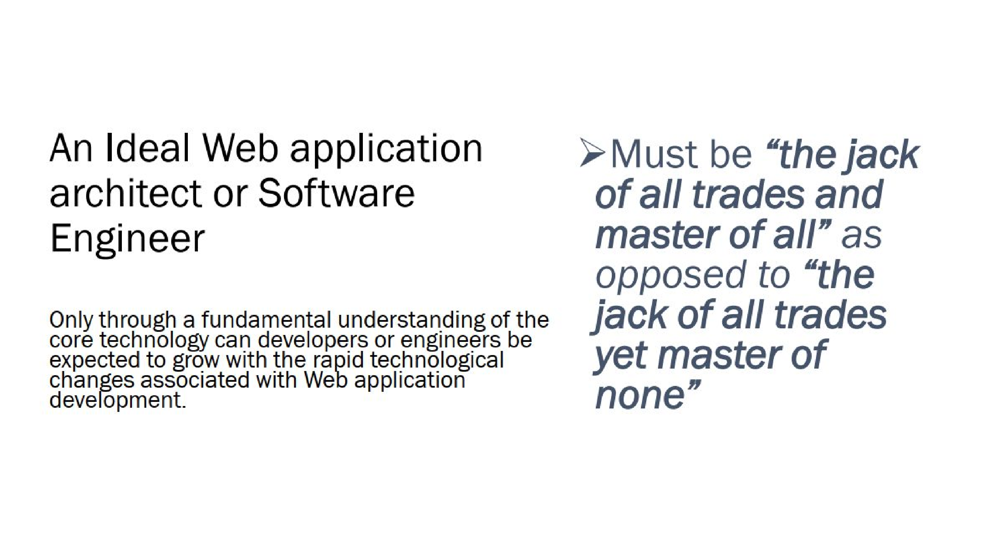 An Ideal Web application
architect or Software
Engineer
Only through a fundamental understanding of the
core technology can developers or engineers be
expected to grow with the rapid technological
changes associated with Web application
development.
➢Must be “the jack
of all trades and
master of all” as
opposed to “the
jack of all trades
yet master of
none”